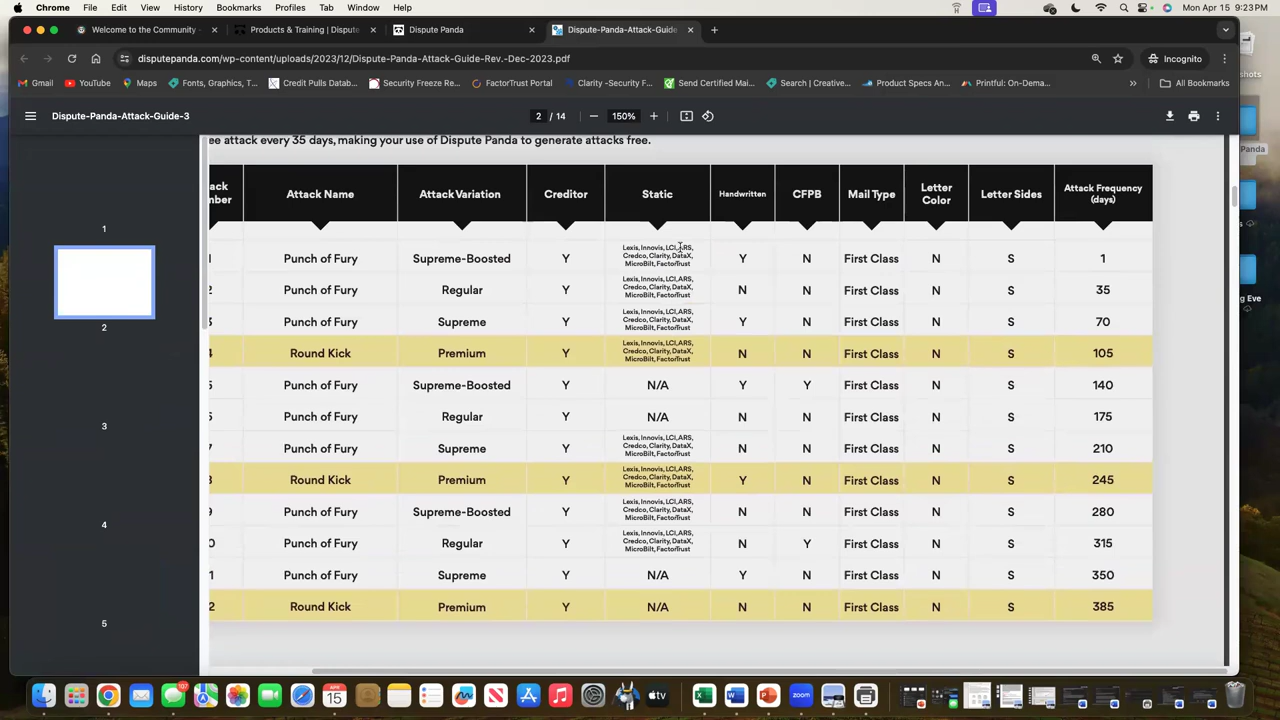 Chrome File Edit View History Bookmarks Profiles Tab Window Help Mon Apr 15 9:23 PM
Welcome to the Community - Products & Training | Dispute Dispute Panda Dispute-Panda-Attack-Guide-
disputepanda.com/wp-content/uploads/2023/12/Dispute-Panda-Attack-Guide-Rev.-Dec-2023.pdf Incognito
Gmail YouTube Maps Fonts, Graphics, T... Credit Pulls Datab... Security Freeze Re... FactorTrust Portal Clarity -Security F... Send Certified Mai... Search | Creative... Product Specs An... Printful: On-Dema... All Bookmarks
Dispute-Panda-Attack-Guide-3 2 / 14 150%
ee attack every 35 days, making your use of Dispute Panda to generate attacks free.
ack
mber
Attack Name
Attack Variation
Creditor
Static
Handwritten
CFPB
Mail Type
Letter
Color
Letter Sides
Attack Frequency
(days)
Lexis, Innovis, LCI, ARS,
Credco, Clarity, DataX,
MicroBilt, FactorTrust
1 Punch of Fury Supreme-Boosted Y Y N First Class N S 1
Lexis, Innovis, LCI, ARS,
Credco, Clarity, DataX,
MicroBilt, FactorTrust
2 Punch of Fury Regular Y N N First Class N S 35
Lexis, Innovis, LCI, ARS,
Credco, Clarity, DataX,
MicroBilt, FactorTrust
3 Punch of Fury Supreme Y Y N First Class N S 70
Lexis, Innovis, LCI, ARS,
Credco, Clarity, DataX,
MicroBilt, FactorTrust
4 Round Kick Premium Y N N First Class N S 105
5 Punch of Fury Supreme-Boosted Y N/A Y Y First Class N S 140
6 Punch of Fury Regular Y N/A N N First Class N S 175
Lexis, Innovis, LCI, ARS,
Credco, Clarity, DataX,
MicroBilt, FactorTrust
7 Punch of Fury Supreme Y N N First Class N S 210
Lexis, Innovis, LCI, ARS,
Credco, Clarity, DataX,
MicroBilt, FactorTrust
8 Round Kick Premium Y Y N First Class N S 245
Lexis, Innovis, LCI, ARS,
Credco, Clarity, DataX,
MicroBilt, FactorTrust
9 Punch of Fury Supreme-Boosted Y N N First Class N S 280
Lexis, Innovis, LCI, ARS,
Credco, Clarity, DataX,
MicroBilt, FactorTrust
0 Punch of Fury Regular Y N Y First Class N S 315
1 Punch of Fury Supreme Y N/A Y N First Class N S 350
2 Round Kick Premium Y N/A N N First Class N S 385
1
2
3
4
5
shots
Panda
s
g Eve
APR
15
107
zoom
tv